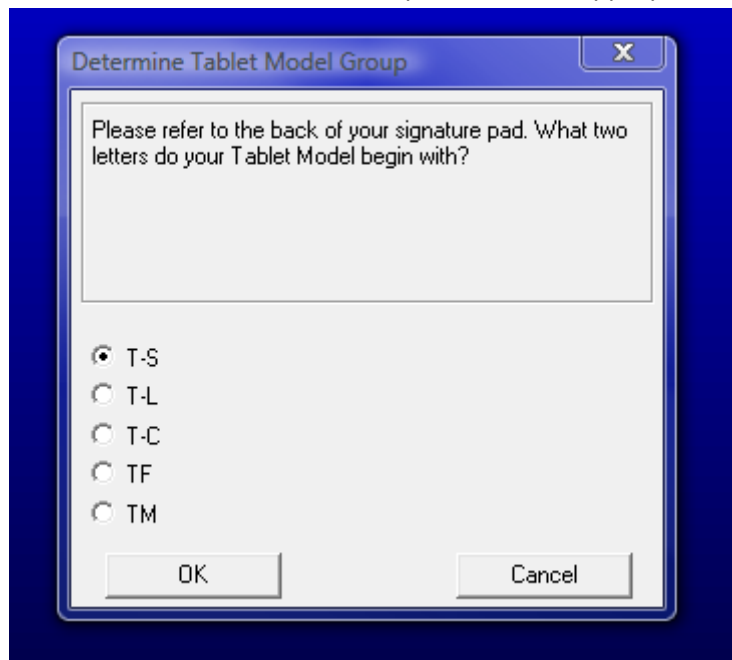 Determine Tablet Model Group
X
Please refer to the back of your signature pad. What two
letters do your Tablet Model begin with?
T-S
T-L
T-C
TF
TM
OK
Cancel